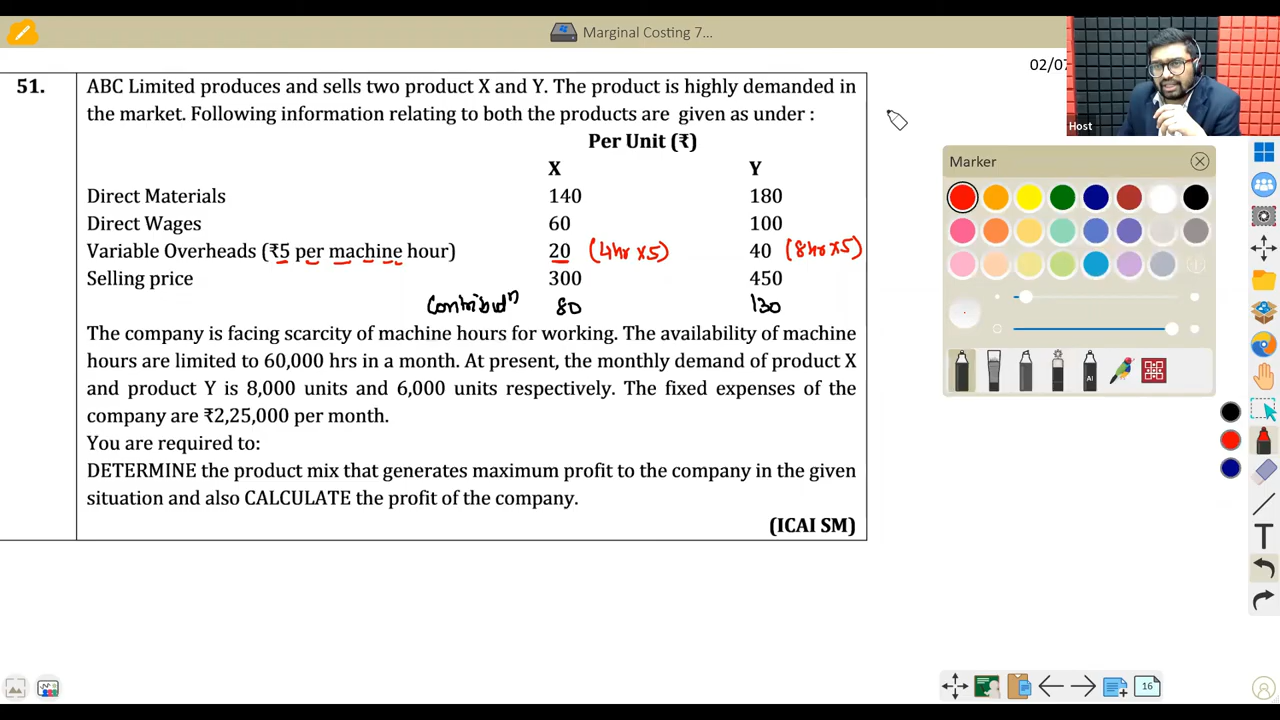 Marginal Costing 7...
02/07
Host
Marker
51.
ABC Limited produces and sells two product X and Y. The product is highly demanded in
the market. Following information relating to both the products are given as under :
Per Unit (₹)
X Y
Direct Materials 140 180
Direct Wages 60 100
Variable Overheads (₹5 per machine hour) 20 (4hr x5) 40 (8hr x5)
Selling price 300 450
80 130
The company is facing scarcity of machine hours for working. The availability of machine
hours are limited to 60,000 hrs in a month. At present, the monthly demand of product X
and product Y is 8,000 units and 6,000 units respectively. The fixed expenses of the
company are ₹2,25,000 per month.
You are required to:
DETERMINE the product mix that generates maximum profit to the company in the given
situation and also CALCULATE the profit of the company.
(ICAI SM)
AI
T
16